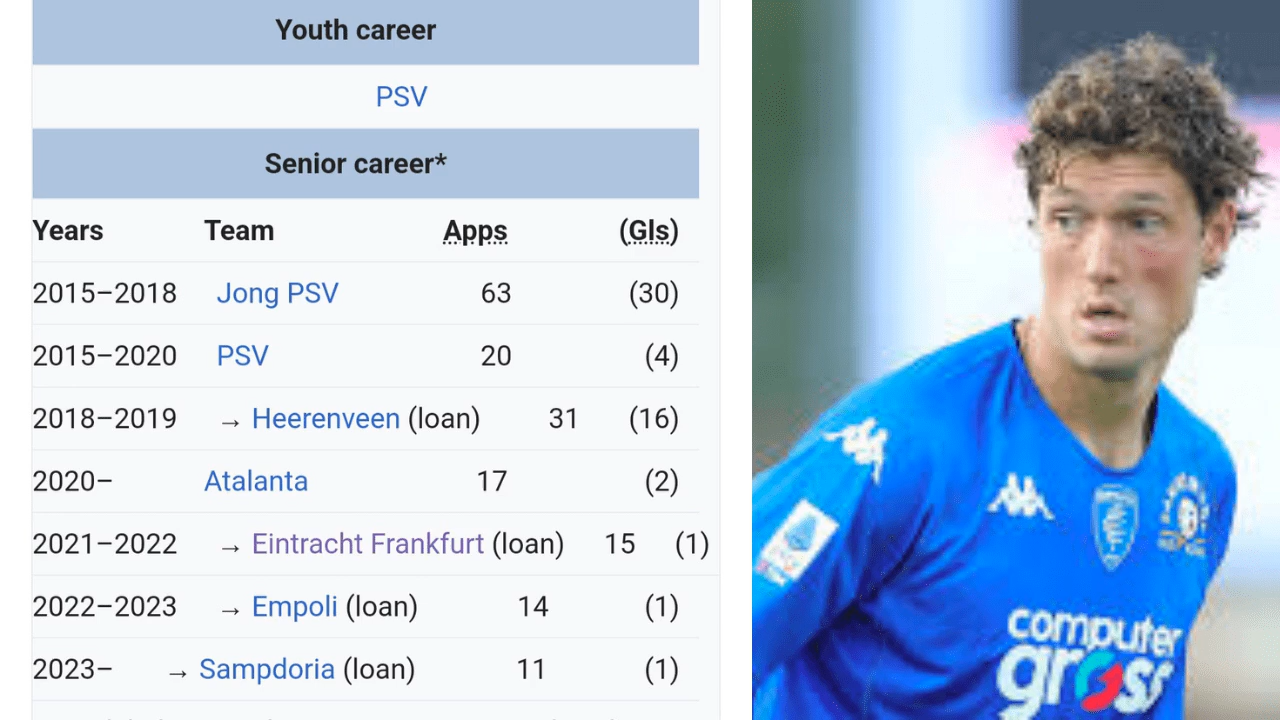 Youth career
PSV
Senior career*
Years Team Apps (Gls)
2015–2018 Jong PSV 63 (30)
2015–2020 PSV 20 (4)
2018–2019 → Heerenveen (loan) 31 (16)
2020– Atalanta 17 (2)
2021–2022 → Eintracht Frankfurt (loan) 15 (1)
2022–2023 → Empoli (loan) 14 (1)
2023– → Sampdoria (loan) 11 (1)
computer
gross